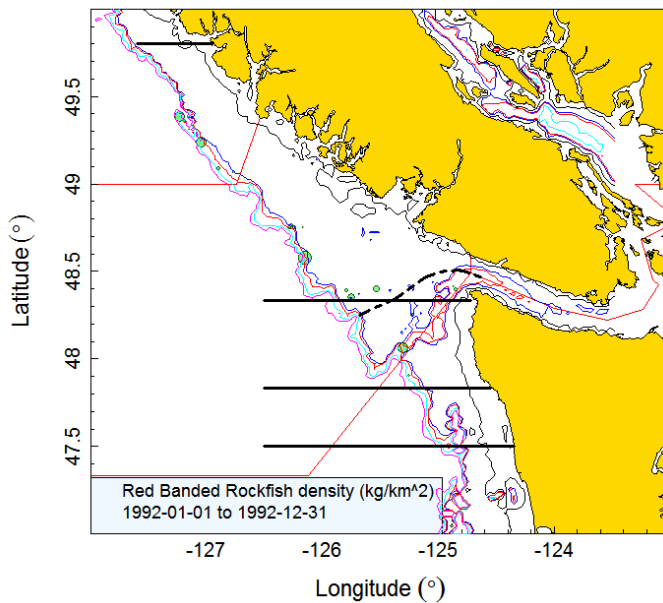 49.5
49
48.5
48
47.5
Latitude (°)
Red Banded Rockfish density (kg/km^2)
1992-01-01 to 1992-12-31
-127
-126
-125
-124
Longitude (°)